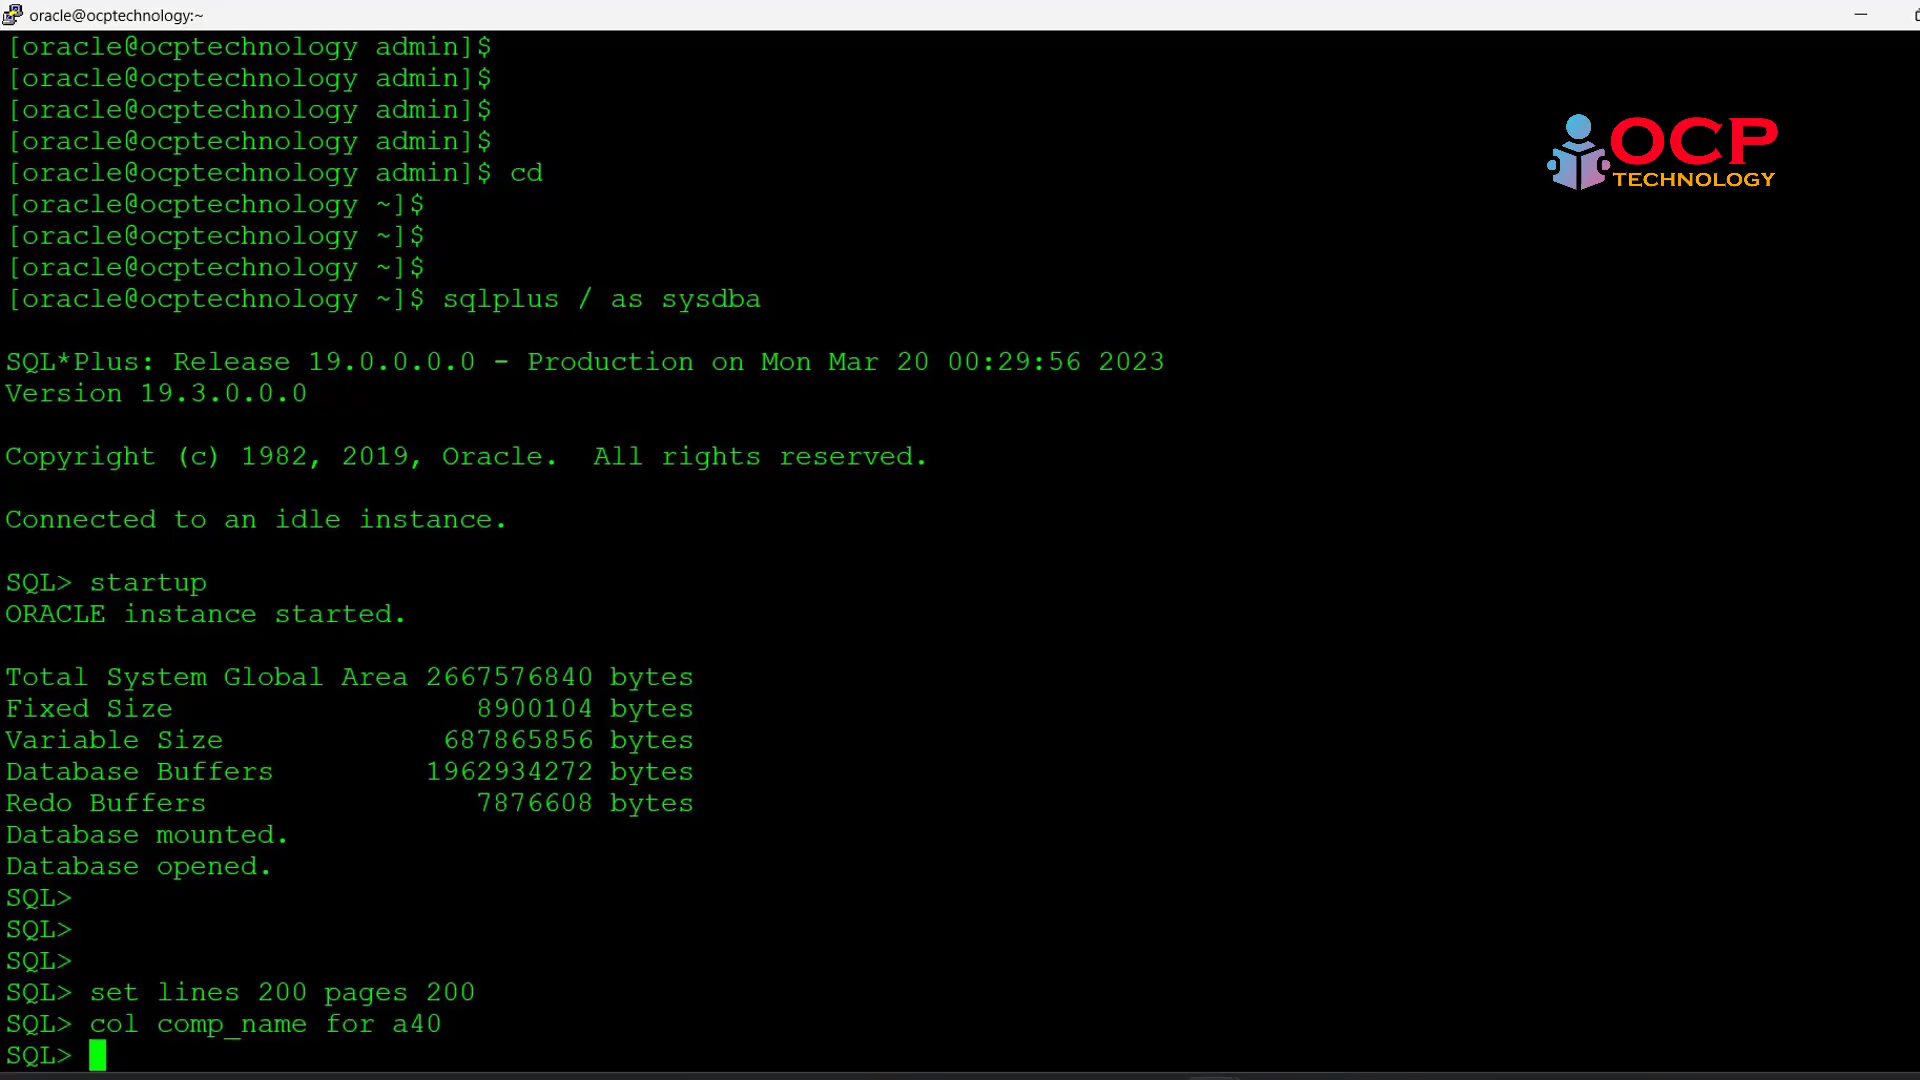 oracle@ocptechnology:~
[oracle@ocptechnology admin]$
[oracle@ocptechnology admin]$
[oracle@ocptechnology admin]$
[oracle@ocptechnology admin]$
[oracle@ocptechnology admin]$ cd
[oracle@ocptechnology ~]$
[oracle@ocptechnology ~]$
[oracle@ocptechnology ~]$
[oracle@ocptechnology ~]$ sqlplus / as sysdba
SQL*Plus: Release 19.0.0.0.0 - Production on Mon Mar 20 00:29:56 2023
Version 19.3.0.0.0
Copyright (c) 1982, 2019, Oracle.  All rights reserved.
Connected to an idle instance.
SQL> startup
ORACLE instance started.
Total System Global Area 2667576840 bytes
Fixed Size                  8900104 bytes
Variable Size             687865856 bytes
Database Buffers         1962934272 bytes
Redo Buffers                7876608 bytes
Database mounted.
Database opened.
SQL>
SQL>
SQL>
SQL> set lines 200 pages 200
SQL> col comp_name for a40
SQL>
OCP
TECHNOLOGY